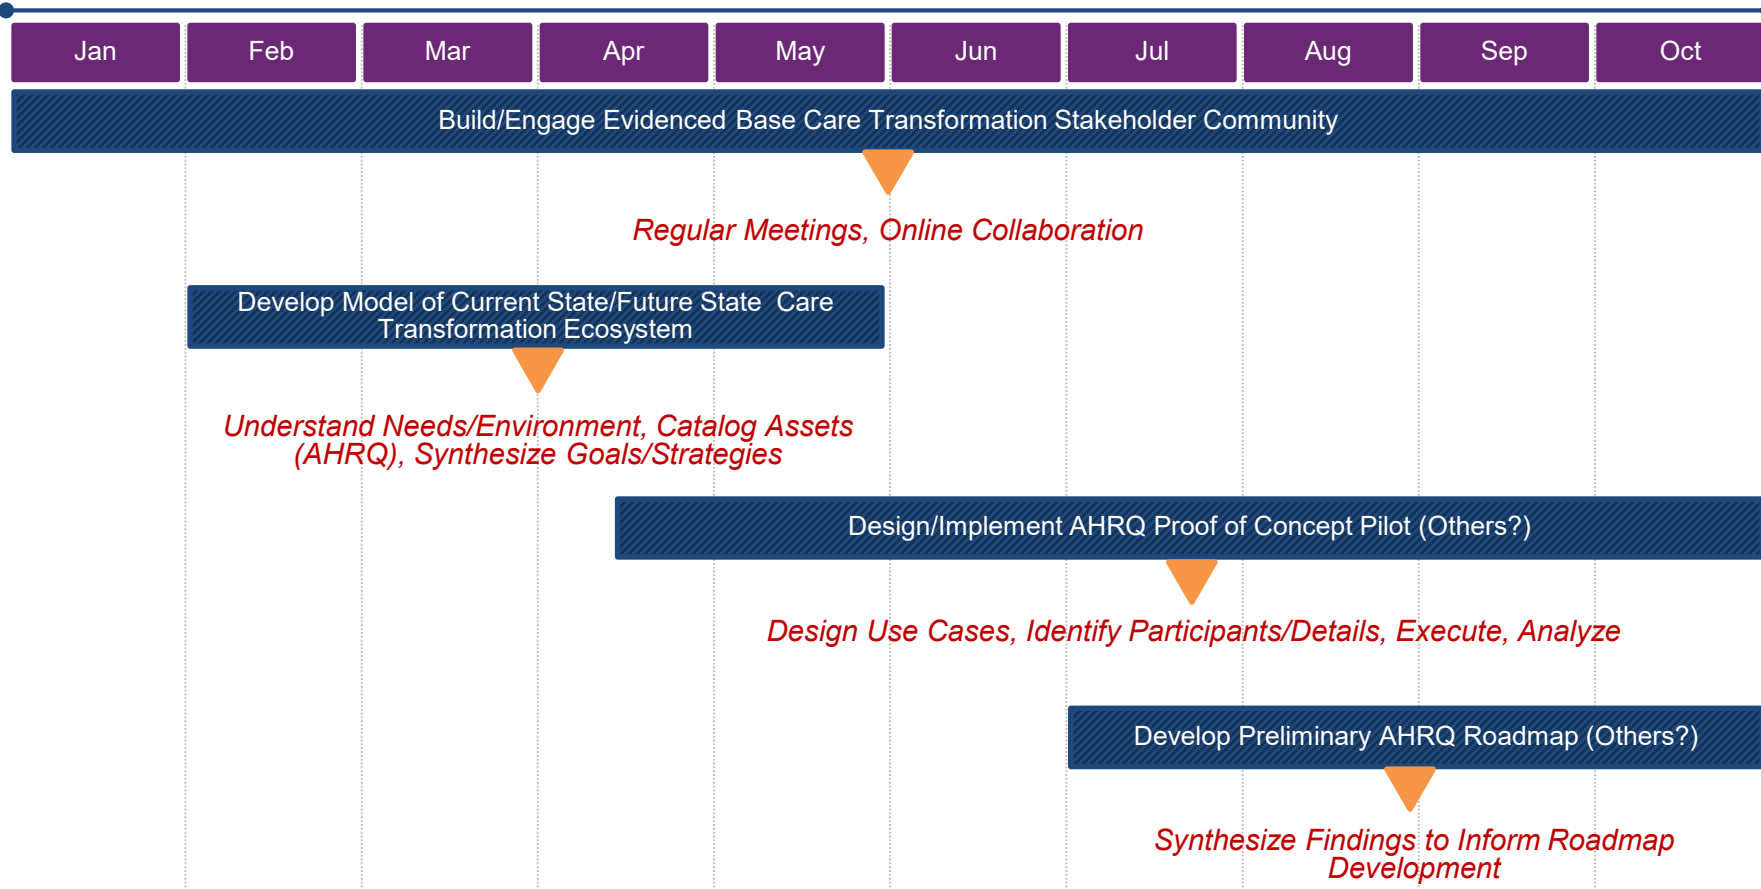 Jan Feb Mar Apr May Jun Jul Aug Sep Oct
Build/Engage Evidenced Base Care Transformation Stakeholder Community
Regular Meetings, Online Collaboration
Develop Model of Current State/Future State Care
Transformation Ecosystem
Understand Needs/Environment, Catalog Assets
(AHRQ), Synthesize Goals/Strategies
Design/Implement AHRQ Proof of Concept Pilot (Others?)
Design Use Cases, Identify Participants/Details, Execute, Analyze
Develop Preliminary AHRQ Roadmap (Others?)
Synthesize Findings to Inform Roadmap
Development